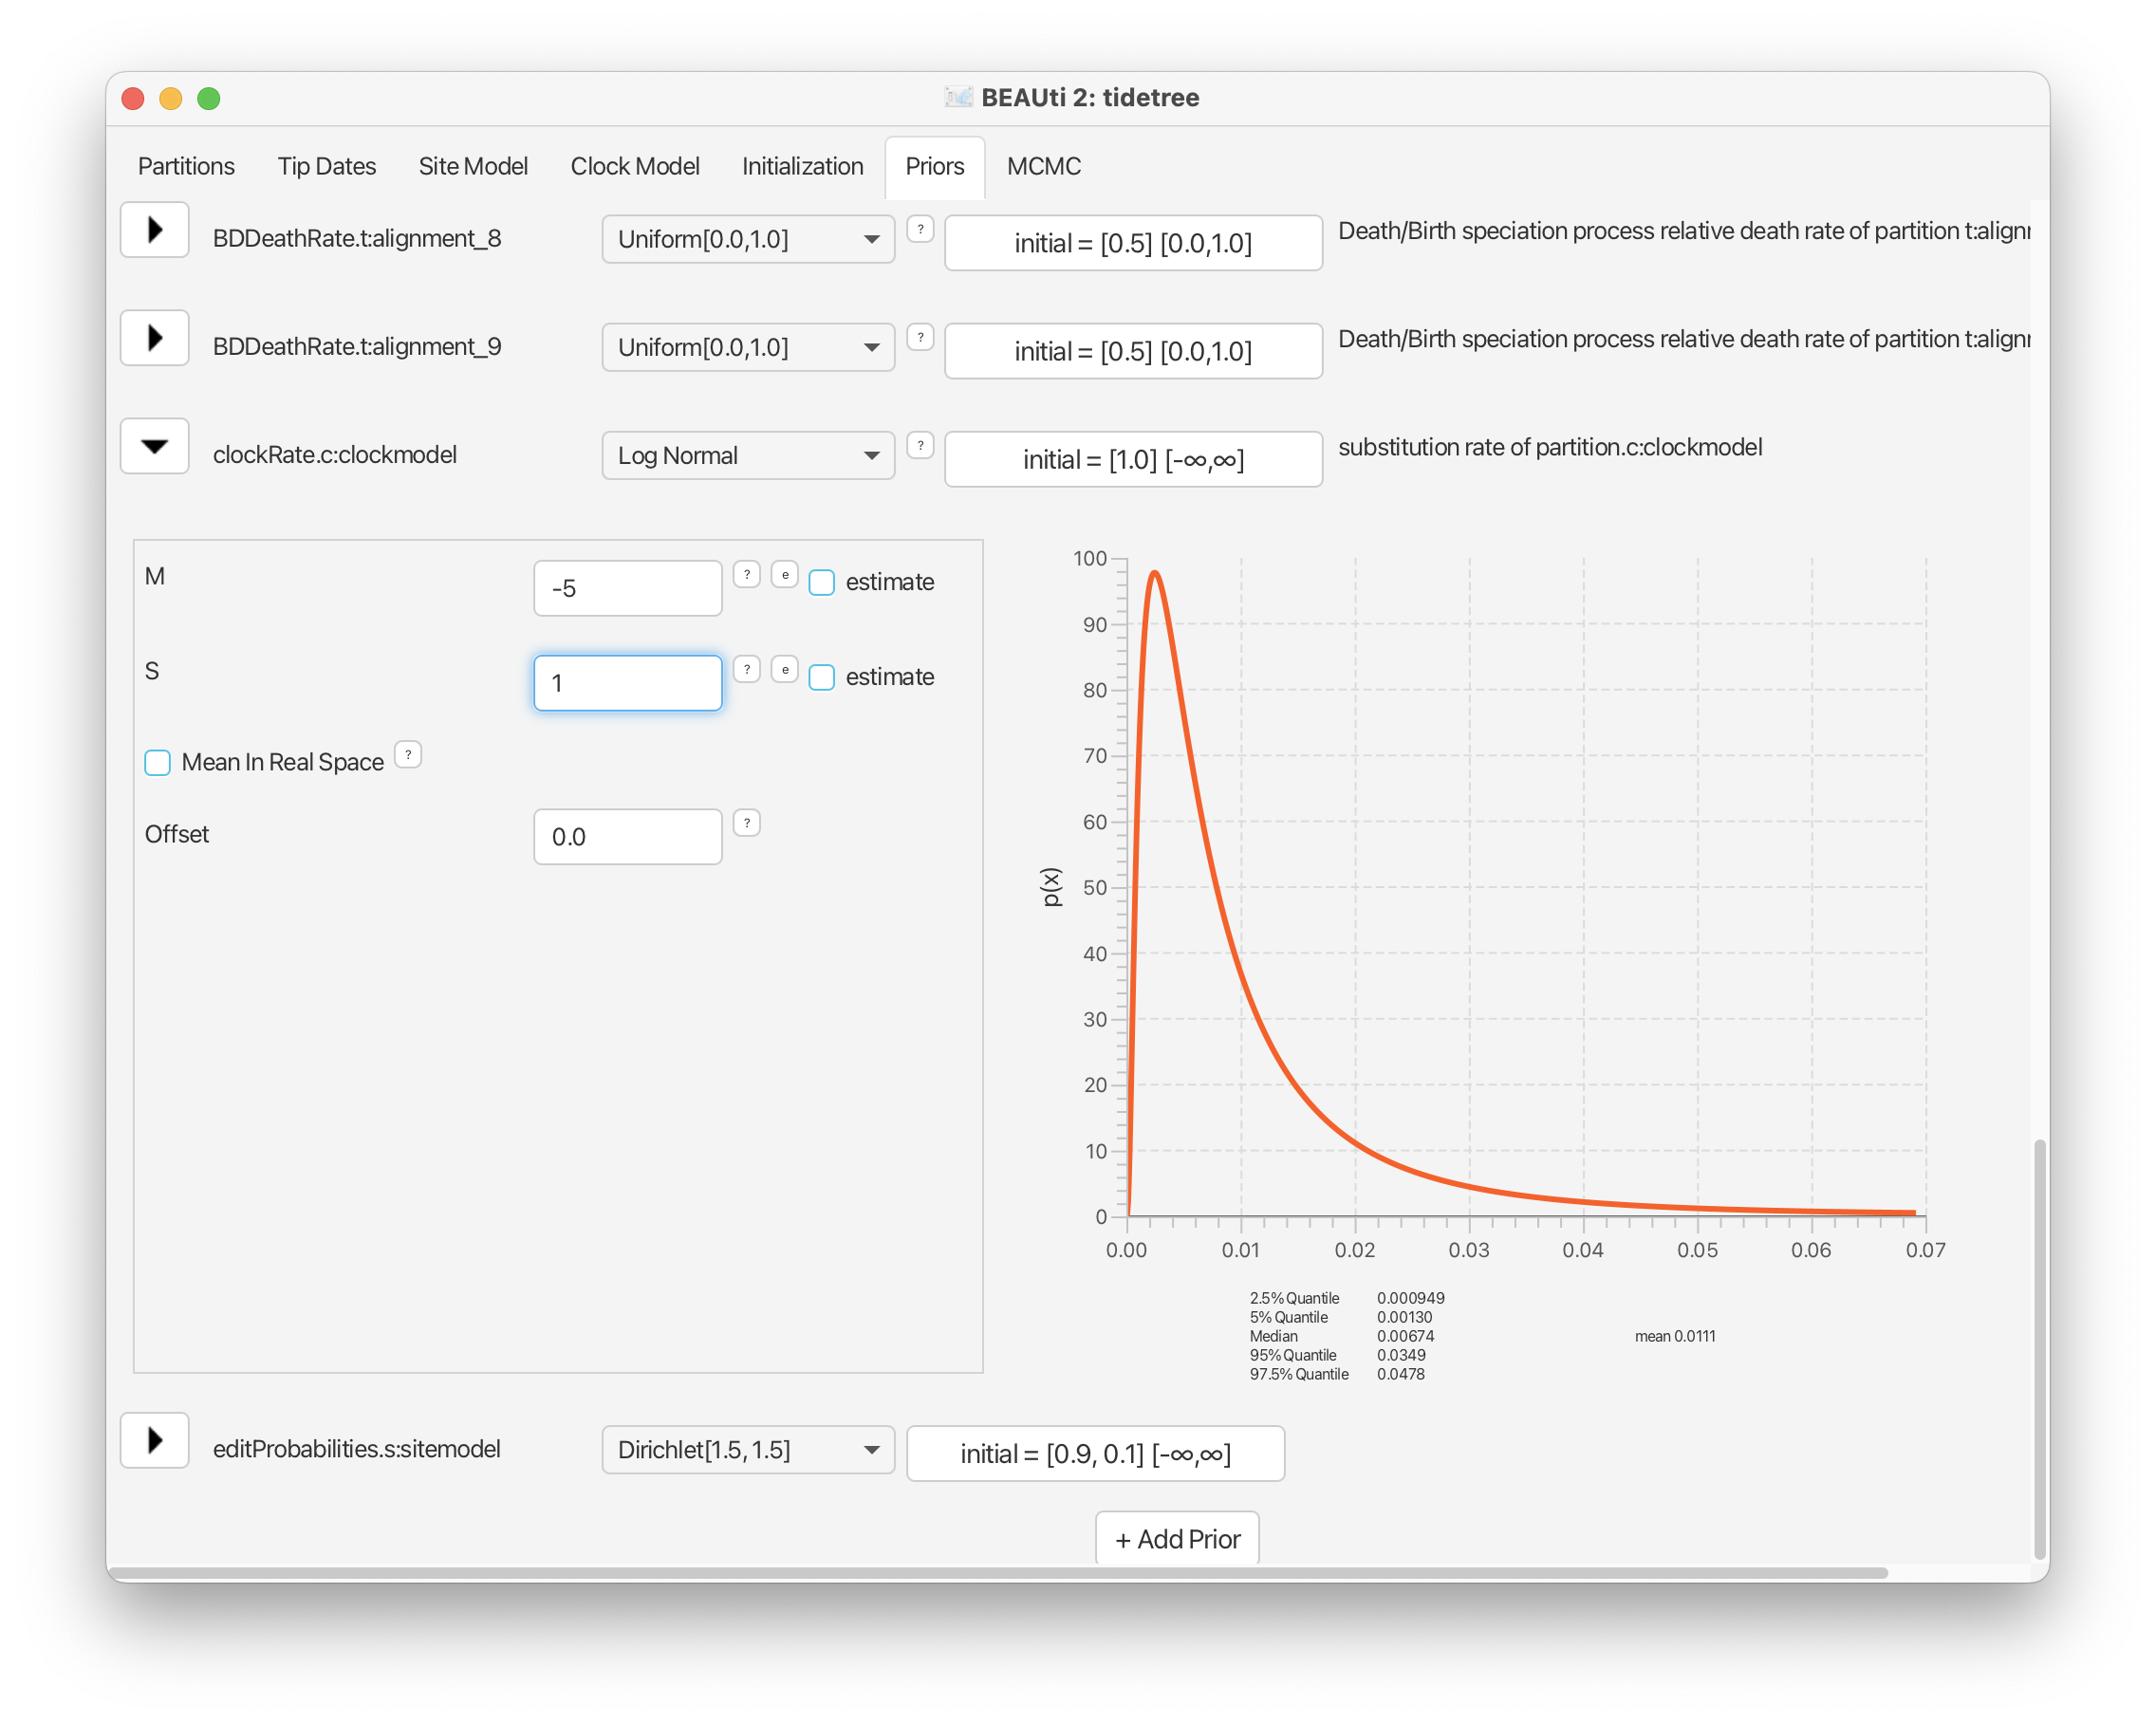 BEAUti 2: tidetree
Partitions Tip Dates Site Model Clock Model Initialization Priors MCMC
BDDeathRate.t:alignment_8 Uniform[0.0,1.0] ? initial = [0.5] [0.0,1.0] Death/Birth speciation process relative death rate of partition t:alignr
BDDeathRate.t:alignment_9 Uniform[0.0,1.0] ? initial = [0.5] [0.0,1.0] Death/Birth speciation process relative death rate of partition t:alignr
clockRate.c:clockmodel Log Normal ? initial = [1.0] [-∞,∞] substitution rate of partition.c:clockmodel
M -5 ? e estimate
S 1 ? e estimate
Mean In Real Space ?
Offset 0.0 ?
100
90
80
70
60
50
40
30
20
10
0
p(x)
0.00 0.01 0.02 0.03 0.04 0.05 0.06 0.07
2.5% Quantile 0.000949
5% Quantile 0.00130
Median 0.00674 mean 0.0111
95% Quantile 0.0349
97.5% Quantile 0.0478
editProbabilities.s:sitemodel Dirichlet[1.5, 1.5] initial = [0.9, 0.1] [-∞,∞]
+ Add Prior